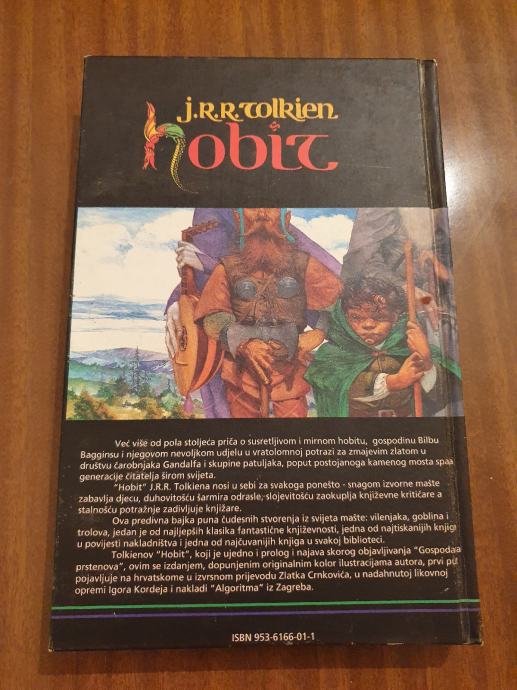 j.R.R.Tolkien
hobit
Već više od pola stoljeća priča o susretljivom i mirnom hobitu, gospodinu Bilbu
Bagginsu i njegovom nevoljkom udjelu u vratolomnoj potrazi za zmajevim zlatom u
društvu čarobnjaka Gandalfa i skupine patuljaka, poput postojanoga kamenog mosta spaja
generacije čitatelja širom svijeta.
"Hobit" J.R.R. Tolkiena nosi u sebi za svakoga ponešto - snagom izvorne mašte
zabavlja djecu, duhovitošću šarmira odrasle, slojevitošću zaokuplja književne kritičare a
stalnošću potražnje zadivljuje knjižare.
Ova predivna bajka puna čudesnih stvorenja iz svijeta mašte: vilenjaka, goblina i
trolova, jedan je od najljepših klasika fantastične književnosti, jedna od najtiskanijih knjiga
u povijesti nakladništva i jedna od najčuvanijih knjiga u svakoj biblioteci.
Tolkienov "Hobit", koji je ujedno i prolog i najava skorog objavljivanja "Gospodara
prstenova", ovim se izdanjem, dopunjenim originalnim kolor ilustracijama autora, prvi put
pojavljuje na hrvatskome u izvrsnom prijevodu Zlatka Crnkovića, u nadahnutoj likovnoj
opremi Igora Kordeja i nakladi "Algoritma" iz Zagreba.
ISBN 953-6166-01-1